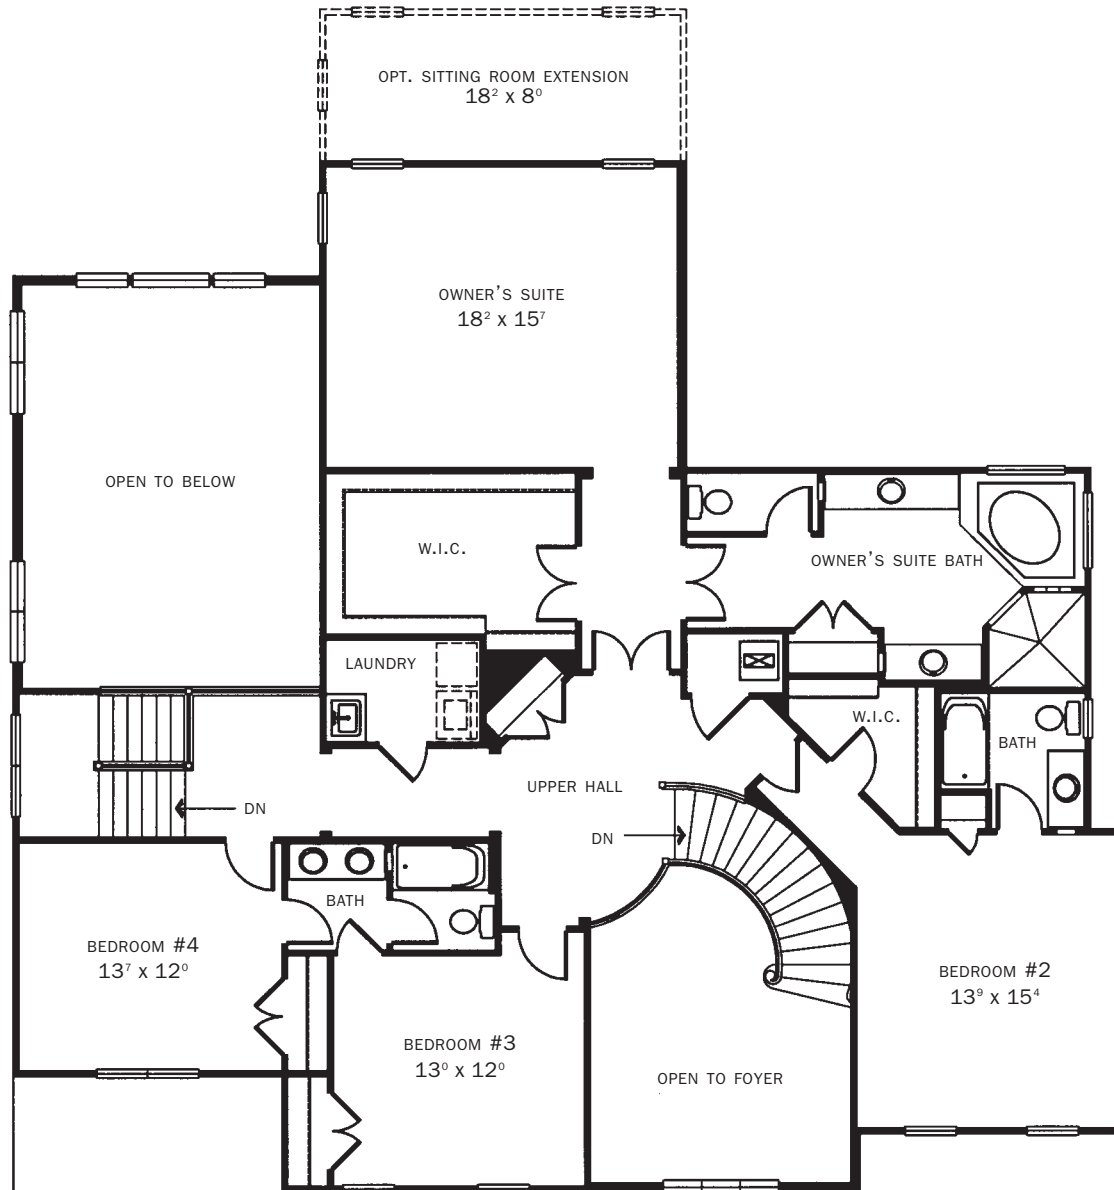 OPT. SITTING ROOM EXTENSION
18² x 8⁰
OWNER'S SUITE
18² x 15⁷
OPEN TO BELOW
W.I.C.
OWNER'S SUITE BATH
LAUNDRY
W.I.C.
BATH
UPPER HALL
DN
DN
BATH
BEDROOM #4
13⁷ x 12⁰
BEDROOM #2
13⁹ x 15⁴
BEDROOM #3
13⁰ x 12⁰
OPEN TO FOYER